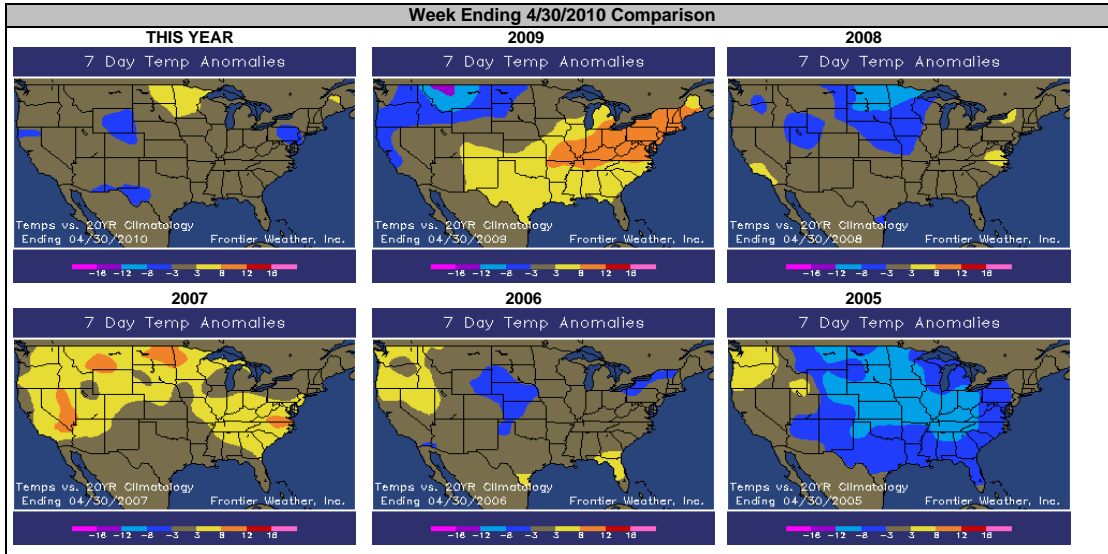 Week Ending 4/30/2010 Comparison
THIS YEAR 2009 2008
7 Day Temp Anomalies 7 Day Temp Anomalies 7 Day Temp Anomalies
Temps vs. 20YR Climatology Temps vs. 20YR Climatology Temps vs. 20YR Climatology
Ending 04/30/2010 Frontier Weather, Inc. Ending 04/30/2009 Frontier Weather, Inc. Ending 04/30/2008 Frontier Weather, Inc.
-16 -12 -8 -3 3 8 12 16 -16 -12 -8 -3 3 8 12 16 -16 -12 -8 -3 3 8 12 16
2007 2006 2005
7 Day Temp Anomalies 7 Day Temp Anomalies 7 Day Temp Anomalies
Temps vs. 20YR Climatology Temps vs. 20YR Climatology Temps vs. 20YR Climatology
Ending 04/30/2007 Frontier Weather, Inc. Ending 04/30/2006 Frontier Weather, Inc. Ending 04/30/2005 Frontier Weather, Inc.
-16 -12 -8 -3 3 8 12 16 -16 -12 -8 -3 3 8 12 16 -16 -12 -8 -3 3 8 12 16